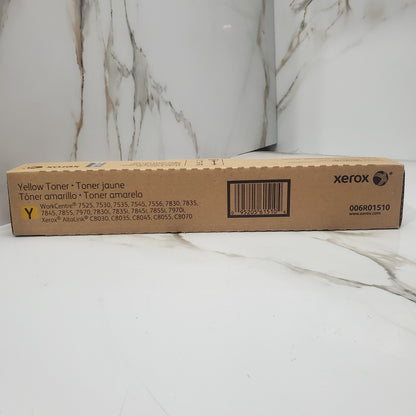 Yellow Toner • Toner jaune
Tóner amarillo • Toner amarelo
Y
WorkCentre® 7525, 7530, 7535, 7545, 7556, 7830, 7835,
7845, 7855, 7970, 7830i, 7835i, 7845i, 7855i, 7970i,
Xerox® AltaLink® C8030, C8035, C8045, C8055, C8070
xerox
006R01510
www.xerox.com